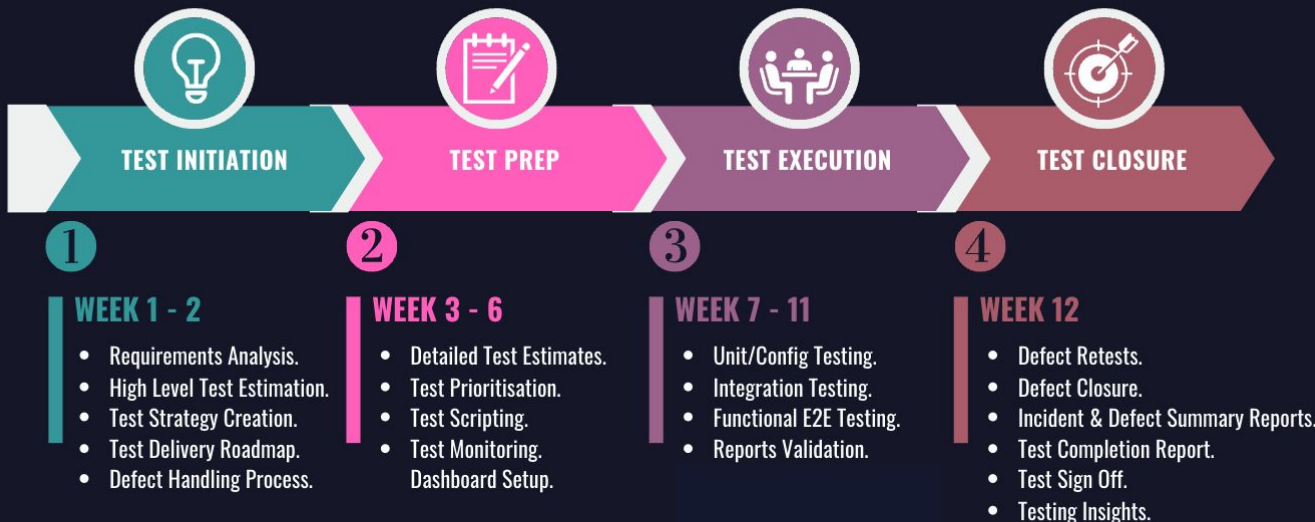 TEST INITIATION
TEST PREP
TEST EXECUTION
TEST CLOSURE
1
WEEK 1 - 2
• Requirements Analysis.
• High Level Test Estimation.
• Test Strategy Creation.
• Test Delivery Roadmap.
• Defect Handling Process.
2
WEEK 3 - 6
• Detailed Test Estimates.
• Test Prioritisation.
• Test Scripting.
• Test Monitoring.
Dashboard Setup.
3
WEEK 7 - 11
• Unit/Config Testing.
• Integration Testing.
• Functional E2E Testing.
• Reports Validation.
4
WEEK 12
• Defect Retests.
• Defect Closure.
• Incident & Defect Summary Reports.
• Test Completion Report.
• Test Sign Off.
• Testing Insights.